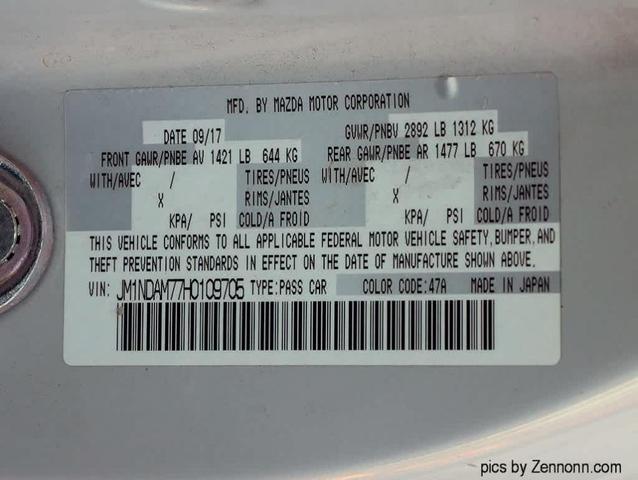 MFD. BY MAZDA MOTOR CORPORATION
DATE 09/17 GVWR/PNBV 2892 LB 1312 KG
FRONT GAWR/PNBE AV 1421 LB 644 KG REAR GAWR/PNBE AR 1477 LB 670 KG
WITH/AVEC / TIRES/PNEUS WITH/AVEC / TIRES/PNEUS
X RIMS/JANTES X RIMS/JANTES
KPA/ PSI COLD/A FROID KPA/ PSI COLD/A FROID
THIS VEHICLE CONFORMS TO ALL APPLICABLE FEDERAL MOTOR VEHICLE SAFETY, BUMPER, AND
THEFT PREVENTION STANDARDS IN EFFECT ON THE DATE OF MANUFACTURE SHOWN ABOVE.
VIN: JM1NDAM77H0109705 TYPE: PASS CAR COLOR CODE: 47A MADE IN JAPAN
pics by Zennonn.com